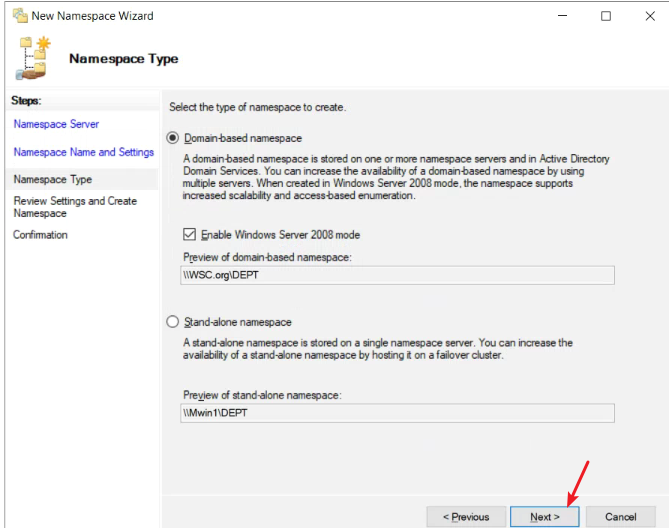 New Namespace Wizard
Namespace Type
Steps:
Namespace Server
Namespace Name and Settings
Namespace Type
Review Settings and Create
Namespace
Confirmation
Select the type of namespace to create.
Domain-based namespace
A domain-based namespace is stored on one or more namespace servers and in Active Directory
Domain Services. You can increase the availability of a domain-based namespace by using
multiple servers. When created in Windows Server 2008 mode, the namespace supports
increased scalability and access-based enumeration.
Enable Windows Server 2008 mode
Preview of domain-based namespace:
\\WSC.org\DEPT
Stand-alone namespace
A stand-alone namespace is stored on a single namespace server. You can increase the
availability of a stand-alone namespace by hosting it on a failover cluster.
Preview of stand-alone namespace:
\\Mwin1\DEPT
< Previous
Next >
Cancel